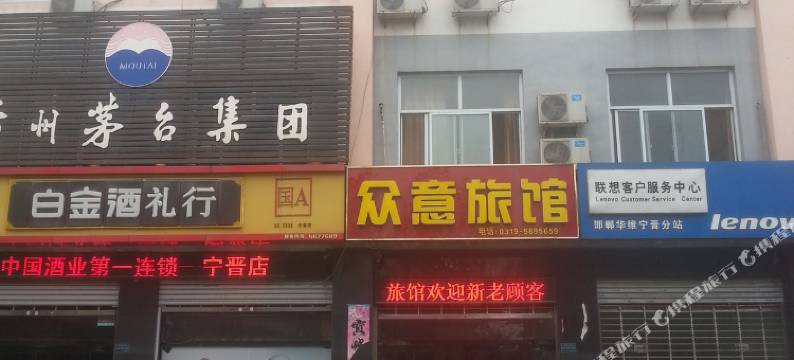 MOUTAI
州茅台集团
白金酒礼行
国A
中国酒业第一连锁－宁晋店
众意旅馆
电话:0319-5895659
旅馆欢迎新老顾客
联想客户服务中心
Lenovo Customer Service Center
邯郸华维宁晋分站
lenov
携程旅行